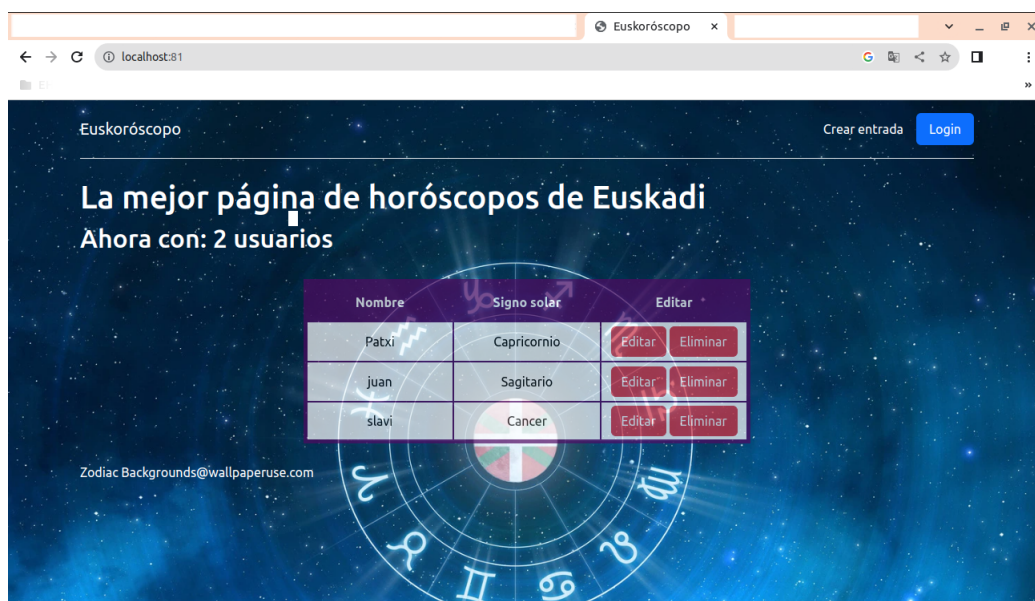 Euskoróscopo
localhost:81
Euskoróscopo Crear entrada Login
La mejor página de horóscopos de Euskadi
Ahora con: 2 usuarios
Nombre Signo solar Editar
Patxi Capricornio Editar Eliminar
juan Sagitario Editar Eliminar
slavi Cancer Editar Eliminar
Zodiac Backgrounds@wallpaperuse.com